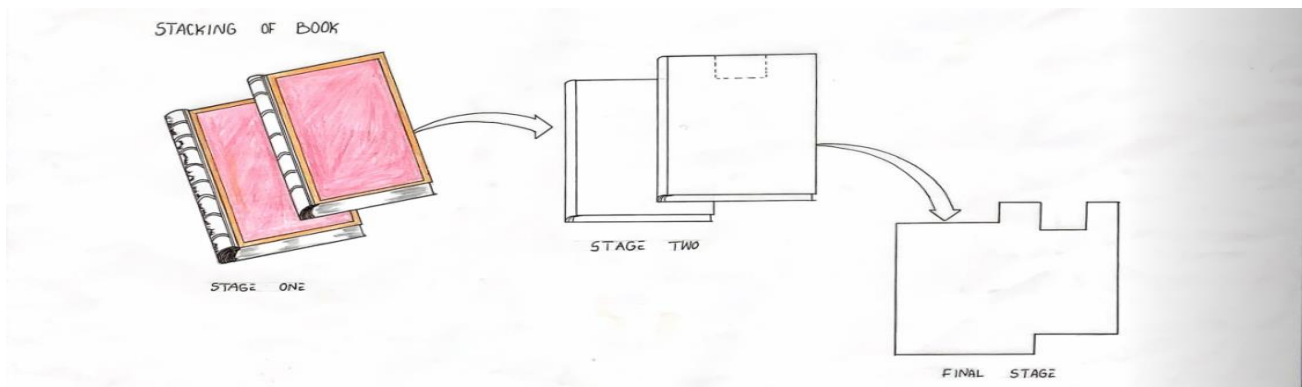 STACKING OF BOOK
STAGE ONE
STAGE TWO
FINAL STAGE